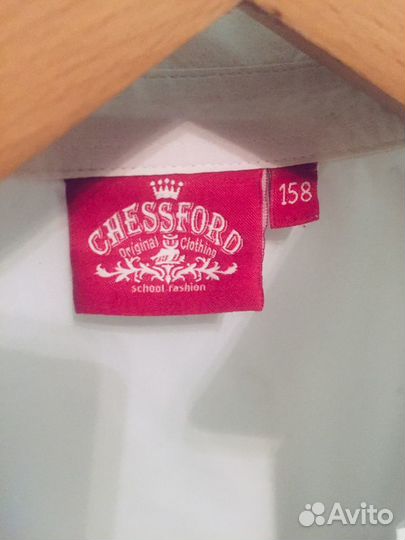 CHESSFORD
Original Clothing
school fashion
158
Avito